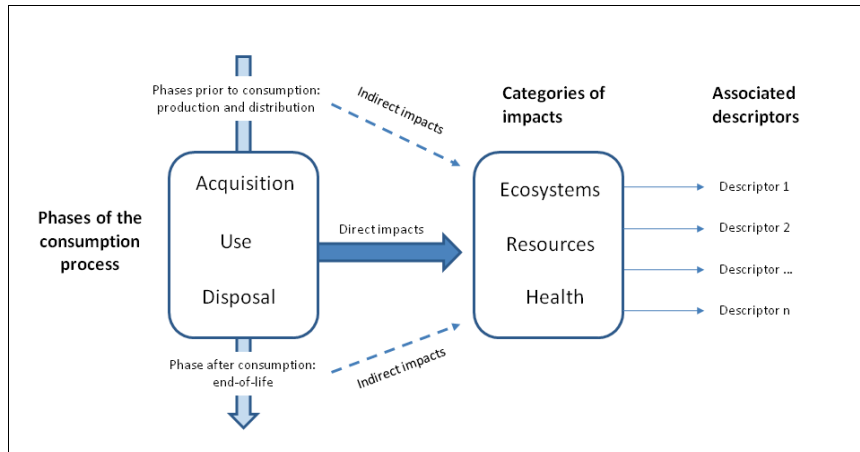 Phases prior to consumption:
production and distribution
Indirect impacts
Categories of
impacts
Associated
descriptors
Phases of the
consumption
process
Acquisition
Use
Disposal
Direct impacts
Ecosystems
Resources
Health
Descriptor 1
Descriptor 2
Descriptor ...
Descriptor n
Phase after consumption:
end-of-life
Indirect impacts